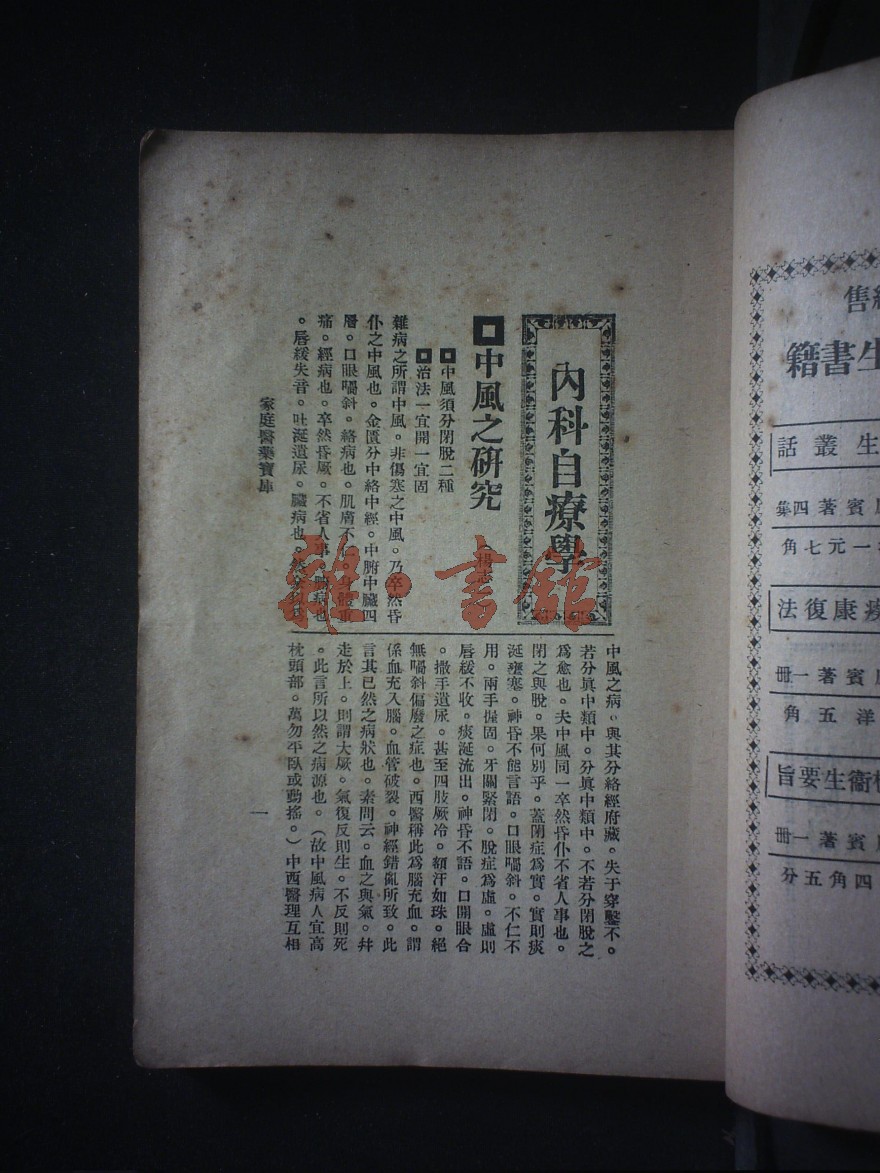 內科自療學
中風之研究
楊志一
中風須分閉脫二種
治法一宜開一宜固
雜病之所謂中風。非傷寒之中風。乃卒然昏
仆之中風也。金匱分中絡中經。中腑中臟四
層。口眼喎斜。絡病也。肌膚不仁。身體重
痛。經病也。卒然昏厥。不省人事。腑病也
。唇緩失音。吐涎遺尿。臟病也。
中風之病。與其分絡經府藏。失于穿鑿不。
若分眞中類中。分眞中類中。不若分閉脫之
爲愈也。夫中風同一卒然昏仆不省人事也。
閉之與脫。果何別乎。蓋閉症爲實。實則痰
涎壅塞。神昏不能言語。口眼喎斜。不仁不
用。兩手握固。牙關緊閉。脫症爲虛。虛則
唇緩不收。痰涎流出。神昏不語。口開眼合
。撒手遺尿。甚至四肢厥冷。額汗如珠。絕
無喎斜偏廢之症也。西醫稱此爲腦充血。謂
係血充入腦。血管破裂。神經錯亂所致。此
言其已然之病狀也。素問云。血之與氣。并
走於上。則謂大厥。氣復反則生。不反則死
。此言所以然之病源也。（故中風病人宜高
枕頭部。萬勿平臥或動搖。）中西醫理互相
家庭醫藥寶庫
一
售
生書籍
生叢話
賓著四集
一元七角
康復法
賓著一冊
洋五角
衞生要旨
賓著一冊
四角五分
雜·書館